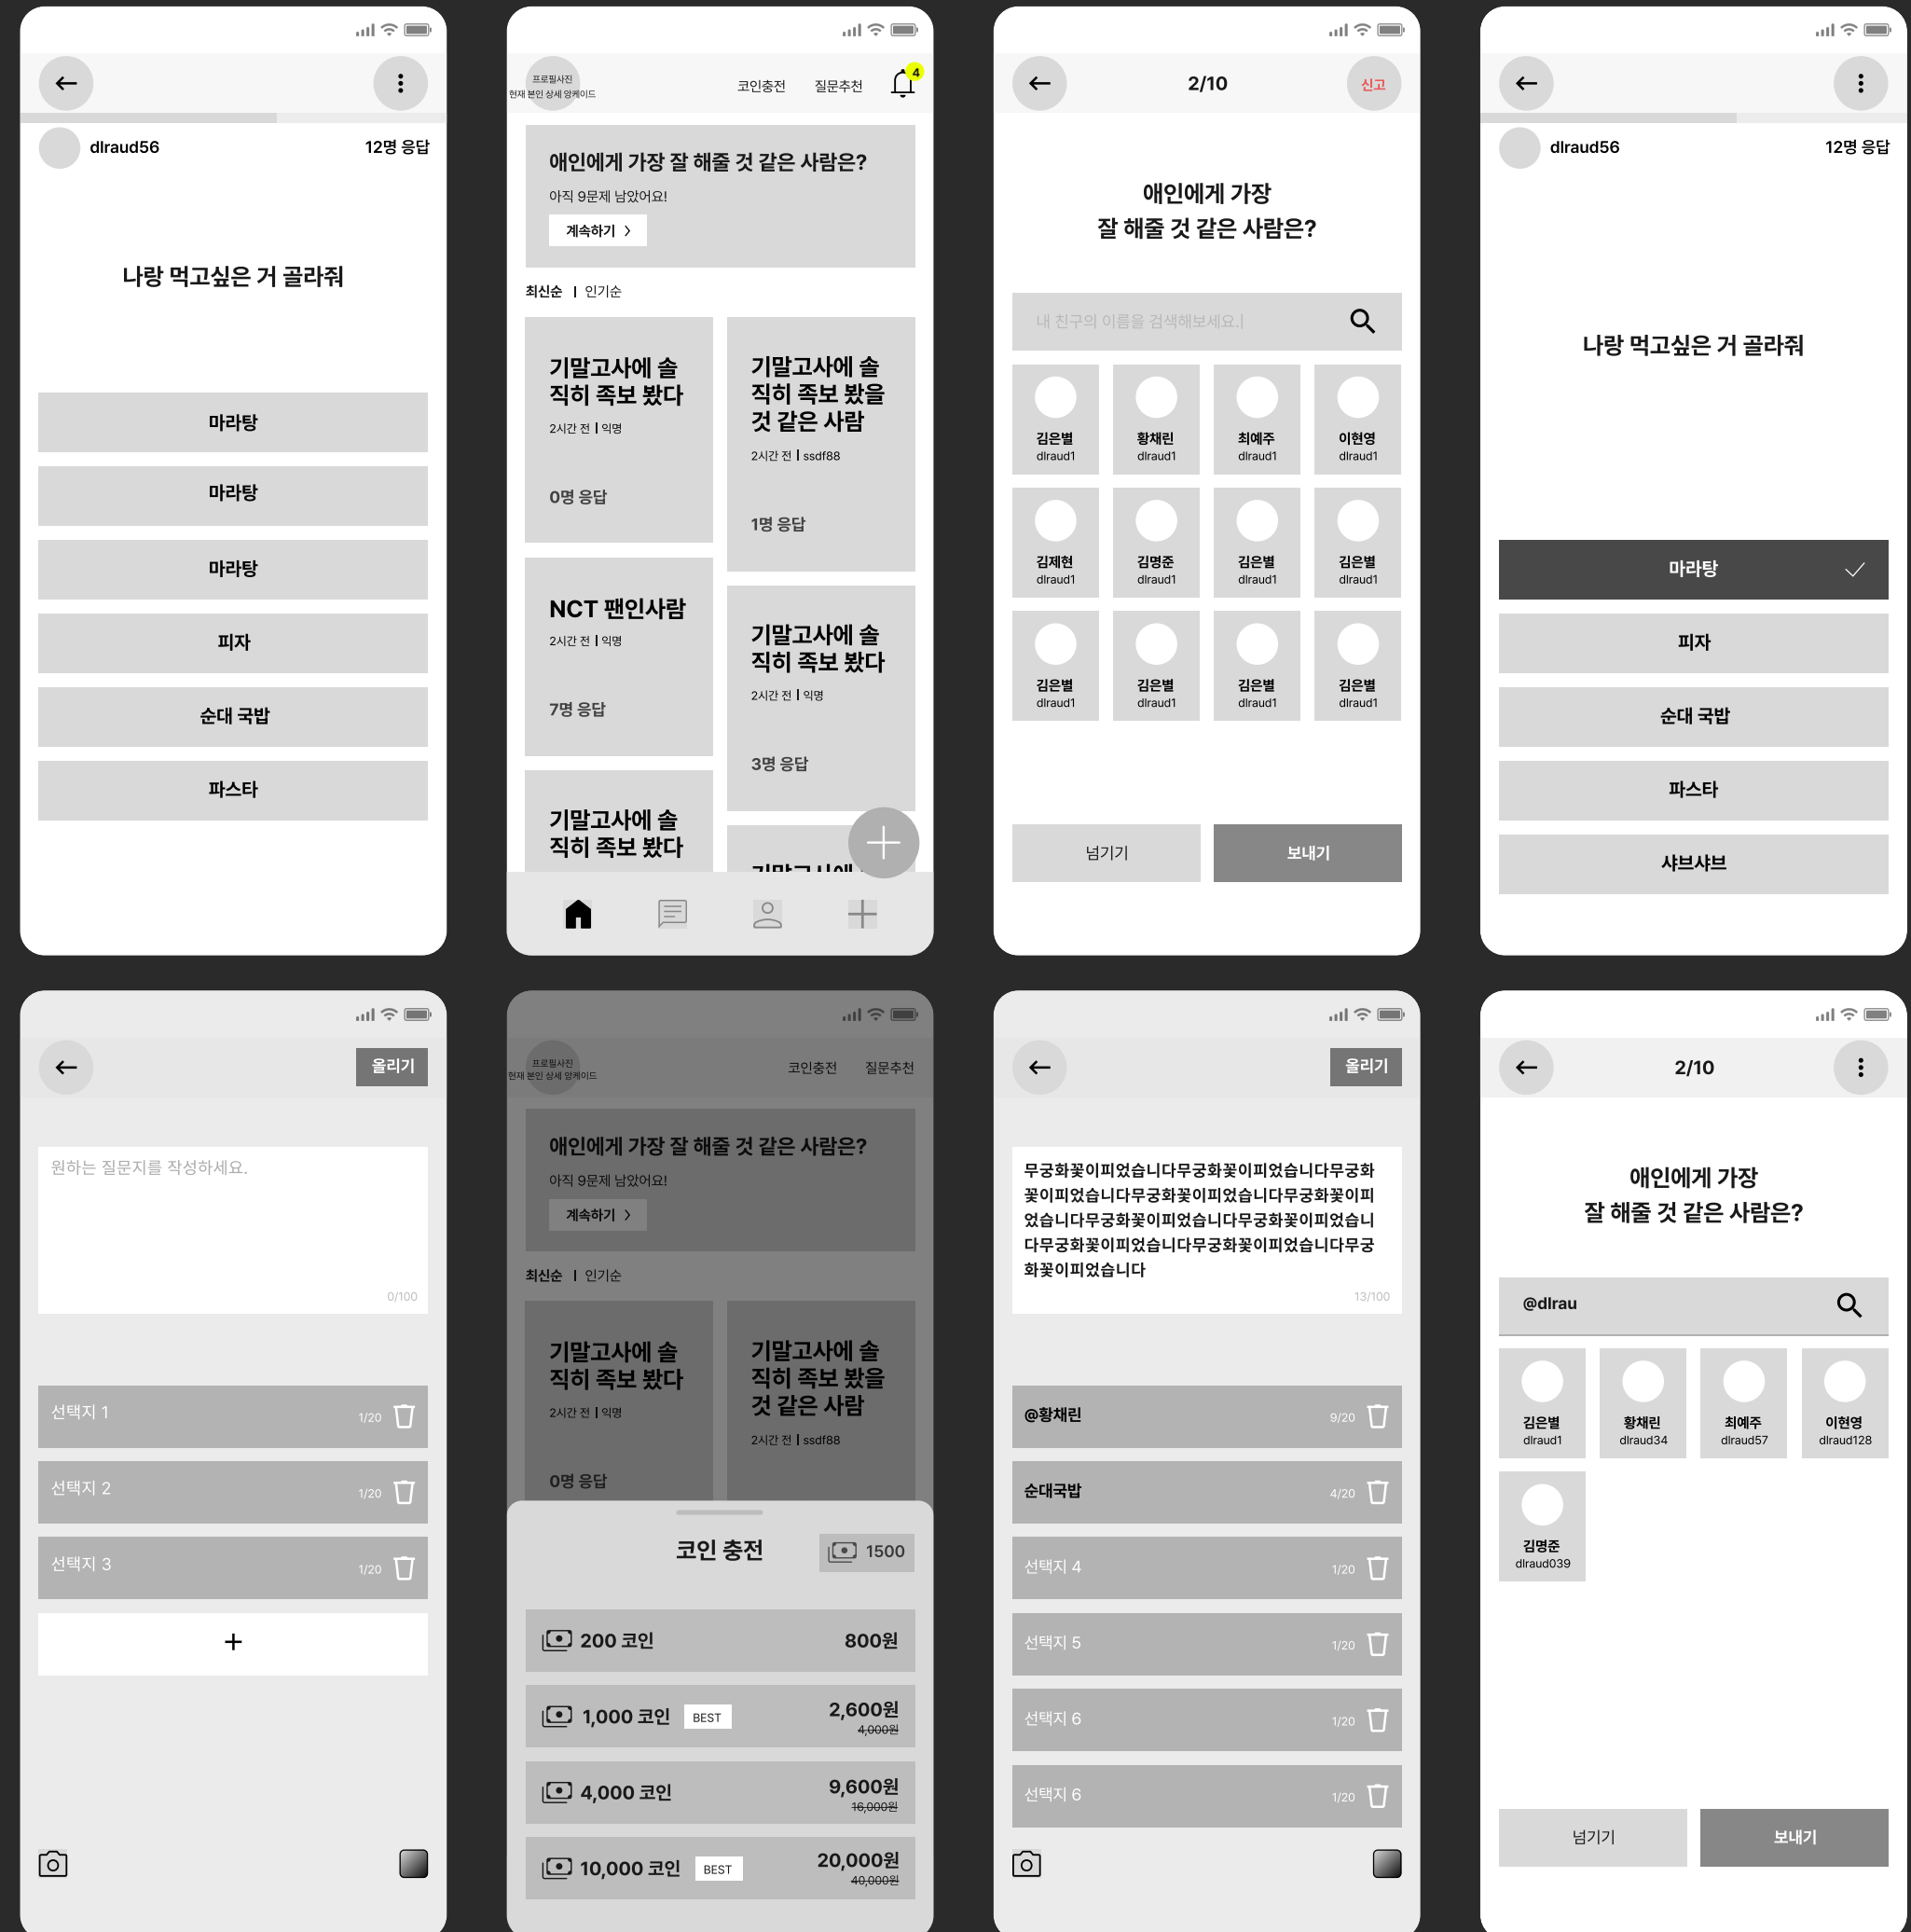 dlraud56
12명 응답
나랑 먹고싶은 거 골라줘
마라탕
마라탕
마라탕
피자
순대 국밥
파스타
프로필사진
현재 본인 상세 앙케이드
코인충전
질문추천
4
애인에게 가장 잘 해줄 것 같은 사람은?
아직 9문제 남았어요!
계속하기
최신순 | 인기순
기말고사에 솔
직히 족보 봤다
2시간 전 | 익명
0명 응답
기말고사에 솔
직히 족보 봤을
것 같은 사람
2시간 전 | ssdf88
1명 응답
NCT 팬인사람
2시간 전 | 익명
7명 응답
기말고사에 솔
직히 족보 봤다
2시간 전 | 익명
3명 응답
기말고사에 솔
직히 족보 봤다
2/10
신고
애인에게 가장
잘 해줄 것 같은 사람은?
내 친구의 이름을 검색해보세요.|
김은별
dlraud1
황채린
dlraud1
최예주
dlraud1
이현영
dlraud1
김제현
dlraud1
김명준
dlraud1
김은별
dlraud1
김은별
dlraud1
김은별
dlraud1
김은별
dlraud1
김은별
dlraud1
김은별
dlraud1
넘기기
보내기
dlraud56
12명 응답
나랑 먹고싶은 거 골라줘
마라탕
피자
순대 국밥
파스타
샤브샤브
올리기
원하는 질문지를 작성하세요.
0/100
선택지 1
1/20
선택지 2
1/20
선택지 3
1/20
+
프로필사진
현재 본인 상세 앙케이드
코인충전
질문추천
애인에게 가장 잘 해줄 것 같은 사람은?
아직 9문제 남았어요!
계속하기
최신순 | 인기순
기말고사에 솔
직히 족보 봤다
2시간 전 | 익명
0명 응답
기말고사에 솔
직히 족보 봤을
것 같은 사람
2시간 전 | ssdf88
코인 충전
1500
200 코인
800원
1,000 코인
BEST
2,600원
4,000원
4,000 코인
9,600원
16,000원
10,000 코인
BEST
20,000원
40,000원
올리기
무궁화꽃이피었습니다무궁화꽃이피었습니다무궁화
꽃이피었습니다무궁화꽃이피었습니다무궁화꽃이피
었습니다무궁화꽃이피었습니다무궁화꽃이피었습니
다무궁화꽃이피었습니다무궁화꽃이피었습니다무궁
화꽃이피었습니다
13/100
@황채린
9/20
순대국밥
4/20
선택지 4
1/20
선택지 5
1/20
선택지 6
1/20
선택지 6
1/20
2/10
애인에게 가장
잘 해줄 것 같은 사람은?
@dlrau
김은별
dlraud1
황채린
dlraud34
최예주
dlraud57
이현영
dlraud128
김명준
dlraud039
넘기기
보내기